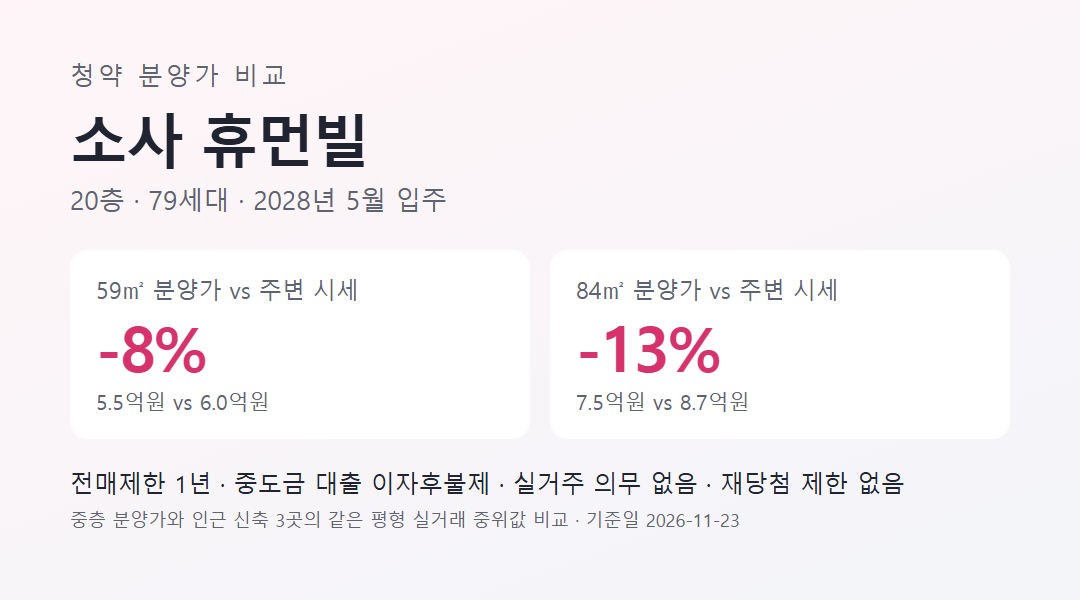 청약 분양가 비교
소사 휴먼빌
20층 · 79세대 · 2028년 5월 입주
59㎡ 분양가 vs 주변 시세
-8%
5.5억원 vs 6.0억원
84㎡ 분양가 vs 주변 시세
-13%
7.5억원 vs 8.7억원
전매제한 1년 · 중도금 대출 이자후불제 · 실거주 의무 없음 · 재당첨 제한 없음
중층 분양가와 인근 신축 3곳의 같은 평형 실거래 중위값 비교 · 기준일 2026-11-23